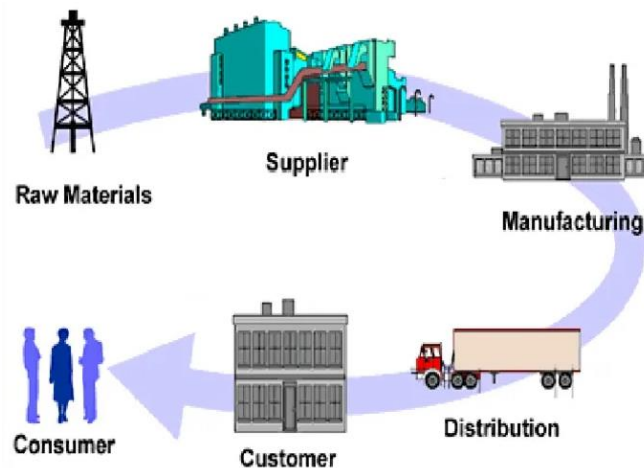 Raw Materials
Supplier
Manufacturing
Distribution
Customer
Consumer